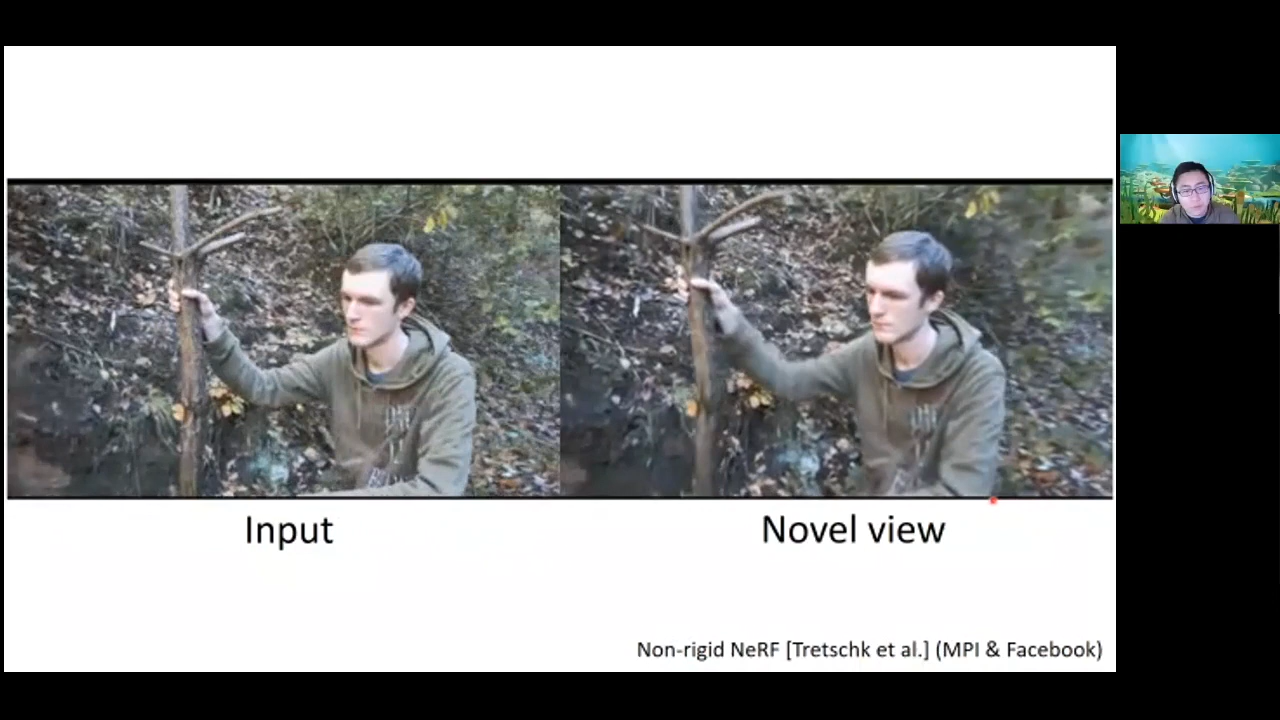 Input
Novel view
Non-rigid NeRF [Tretschk et al.] (MPI & Facebook)